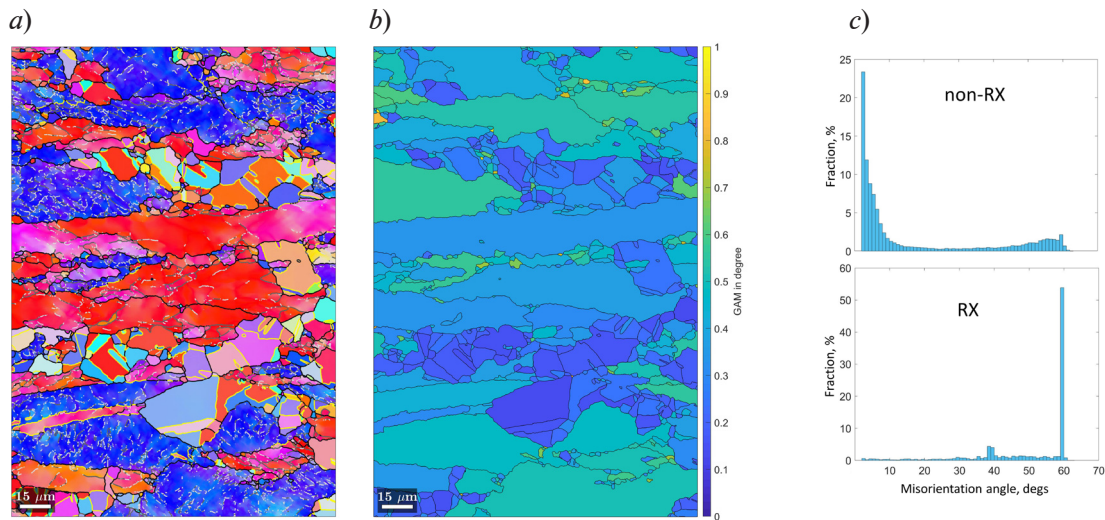 a)
b)
c)
15 μm
15 μm
1
0.9
0.8
0.7
0.6
0.5
0.4
0.3
0.2
0.1
0
GAM in degree
25
20
15
10
5
0
Fraction, %
non-RX
60
50
40
30
20
10
0
Fraction, %
RX
10 20 30 40 50 60 70
Misorientation angle, degs